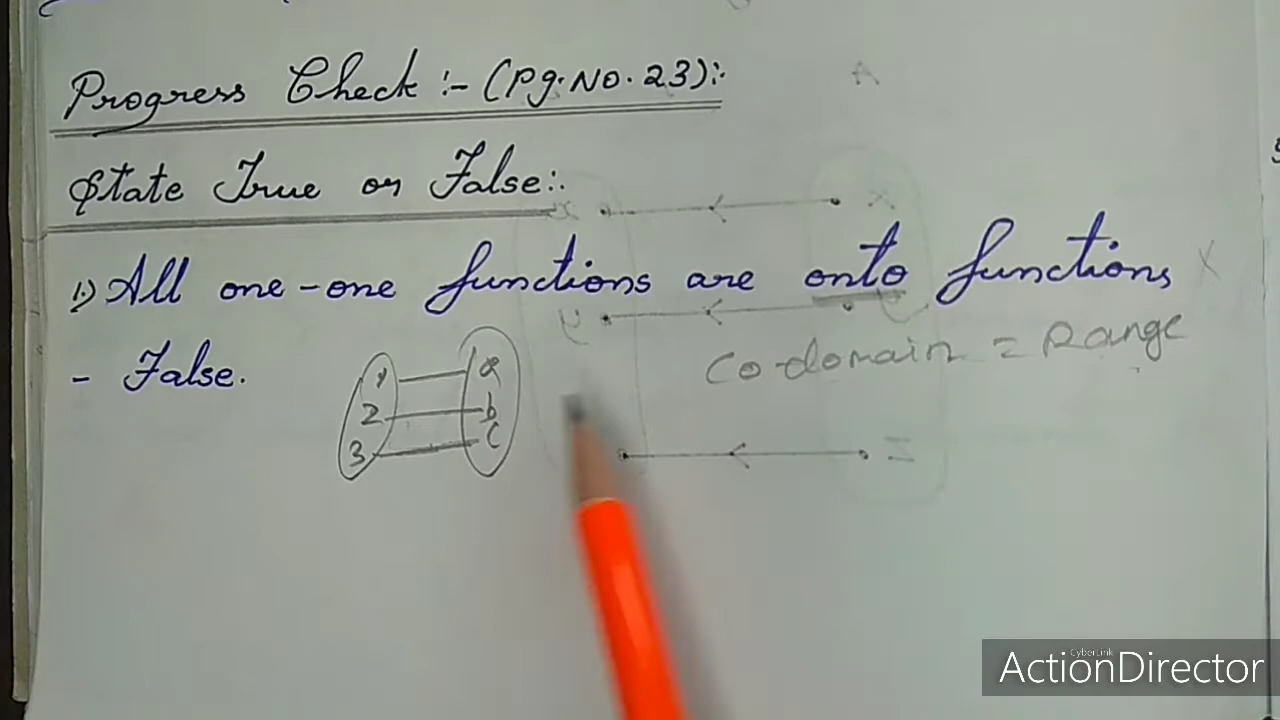 Progress Check :- (Pg. No. 23):-
State True or False:-
1.) All one-one functions are onto functions
- False.
Co-domain = Range
1 a
2 b
3 c
CyberLink
ActionDirector